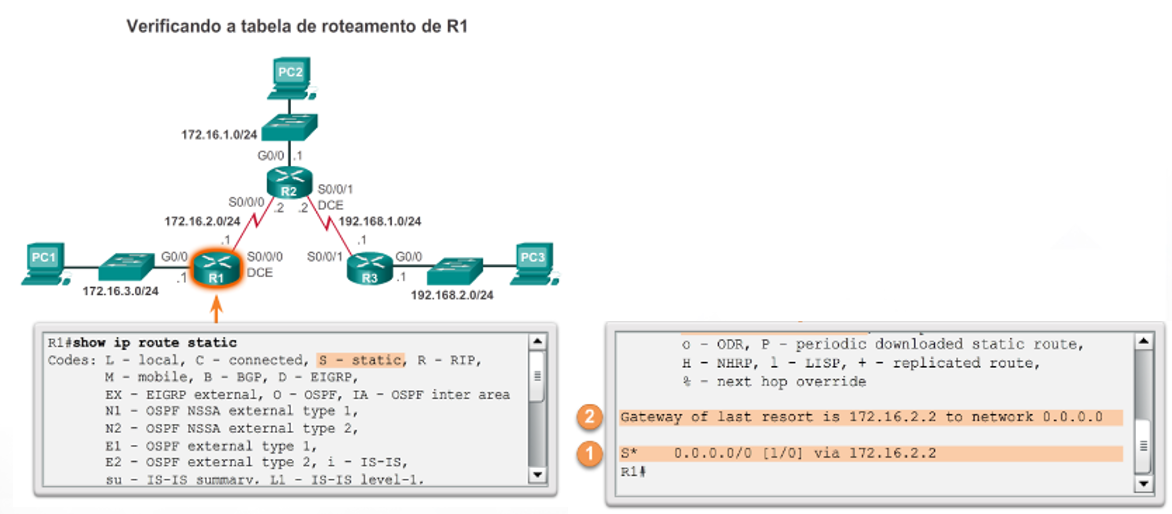 Verificando a tabela de roteamento de R1
PC2
172.16.1.0/24
G0/0 .1
R2
S0/0/0 .2 .2 S0/0/1
DCE
172.16.2.0/24
192.168.1.0/24
.1 .1
PC1 G0/0 .1 R1 S0/0/0
DCE
S0/0/1 R3 G0/0 .1 PC3
172.16.3.0/24
192.168.2.0/24
R1#show ip route static
Codes: L - local, C - connected, S - static, R - RIP,
M - mobile, B - BGP, D - EIGRP,
EX - EIGRP external, O - OSPF, IA - OSPF inter area
N1 - OSPF NSSA external type 1,
N2 - OSPF NSSA external type 2,
E1 - OSPF external type 1,
E2 - OSPF external type 2, i - IS-IS,
su - IS-IS summary, L1 - IS-IS level-1,
o - ODR, P - periodic downloaded static route,
H - NHRP, l - LISP, + - replicated route,
% - next hop override
2 Gateway of last resort is 172.16.2.2 to network 0.0.0.0
1 S* 0.0.0.0/0 [1/0] via 172.16.2.2
R1#